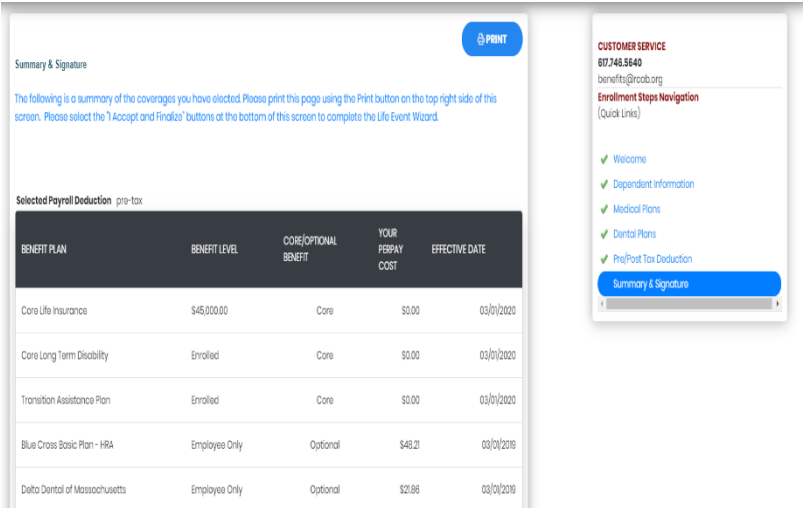 PRINT
Summary & Signature
The following is a summary of the coverages you have elected. Please print this page using the Print button on the top right side of this
screen. Please select the "I Accept and Finalize" buttons at the bottom of this screen to complete the Life Event Wizard.
Selected Payroll Deduction pre-tax
BENEFIT PLAN BENEFIT LEVEL CORE/OPTIONAL BENEFIT YOUR PERPAY COST EFFECTIVE DATE
Core Life Insurance $45,000.00 Core $0.00 03/01/2020
Core Long Term Disability Enrolled Core $0.00 03/01/2020
Transition Assistance Plan Enrolled Core $0.00 03/01/2020
Blue Cross Basic Plan - HRA Employee Only Optional $48.21 03/01/2019
Delta Dental of Massachusetts Employee Only Optional $21.86 03/01/2019
CUSTOMER SERVICE
617.746.5640
benefits@rcab.org
Enrollment Steps Navigation
(Quick Links)
Welcome
Dependent Information
Medical Plans
Dental Plans
Pre/Post Tax Deduction
Summary & Signature